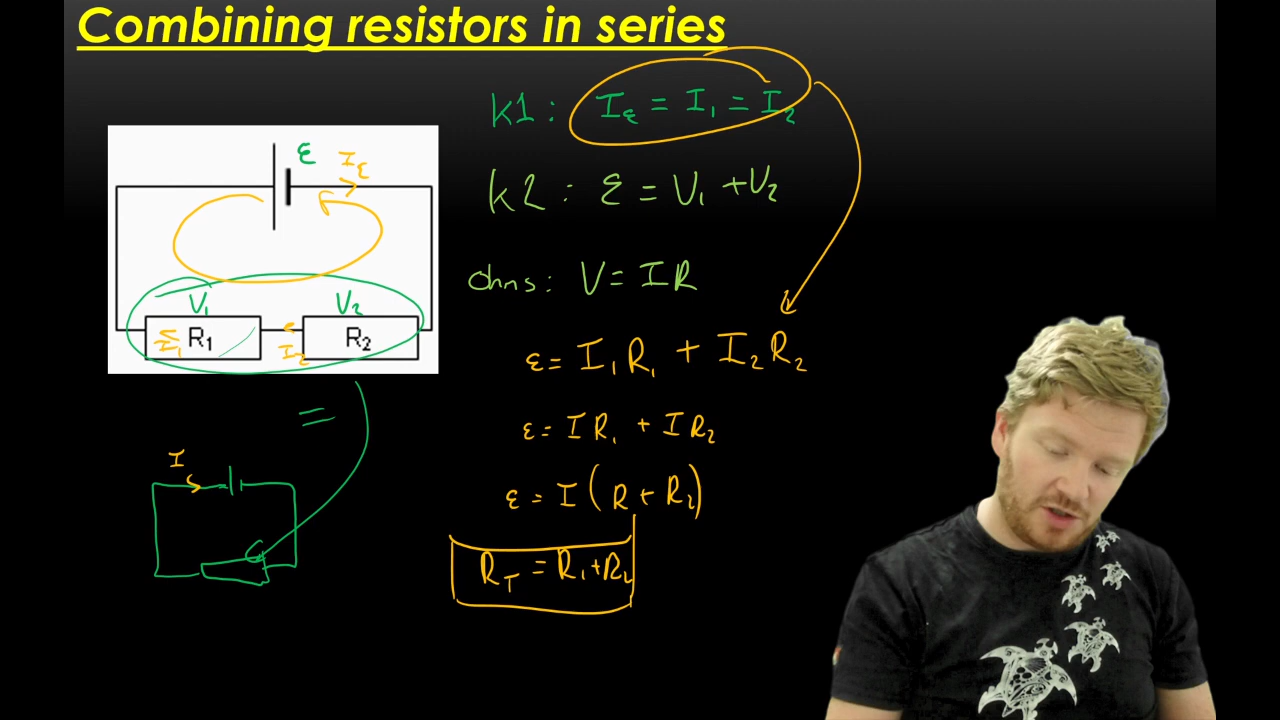 Combining resistors in series
k1: Iε = I₁ = I₂
k2: ε = V₁ + V₂
ohms: V = IR
ε = I₁R₁ + I₂R₂
ε = IR₁ + IR₂
ε = I(R + R₂)
R_T = R₁ + R₂
ε
Iε
V₁ V₂
I₁ R₁ I₂ R₂
=
I